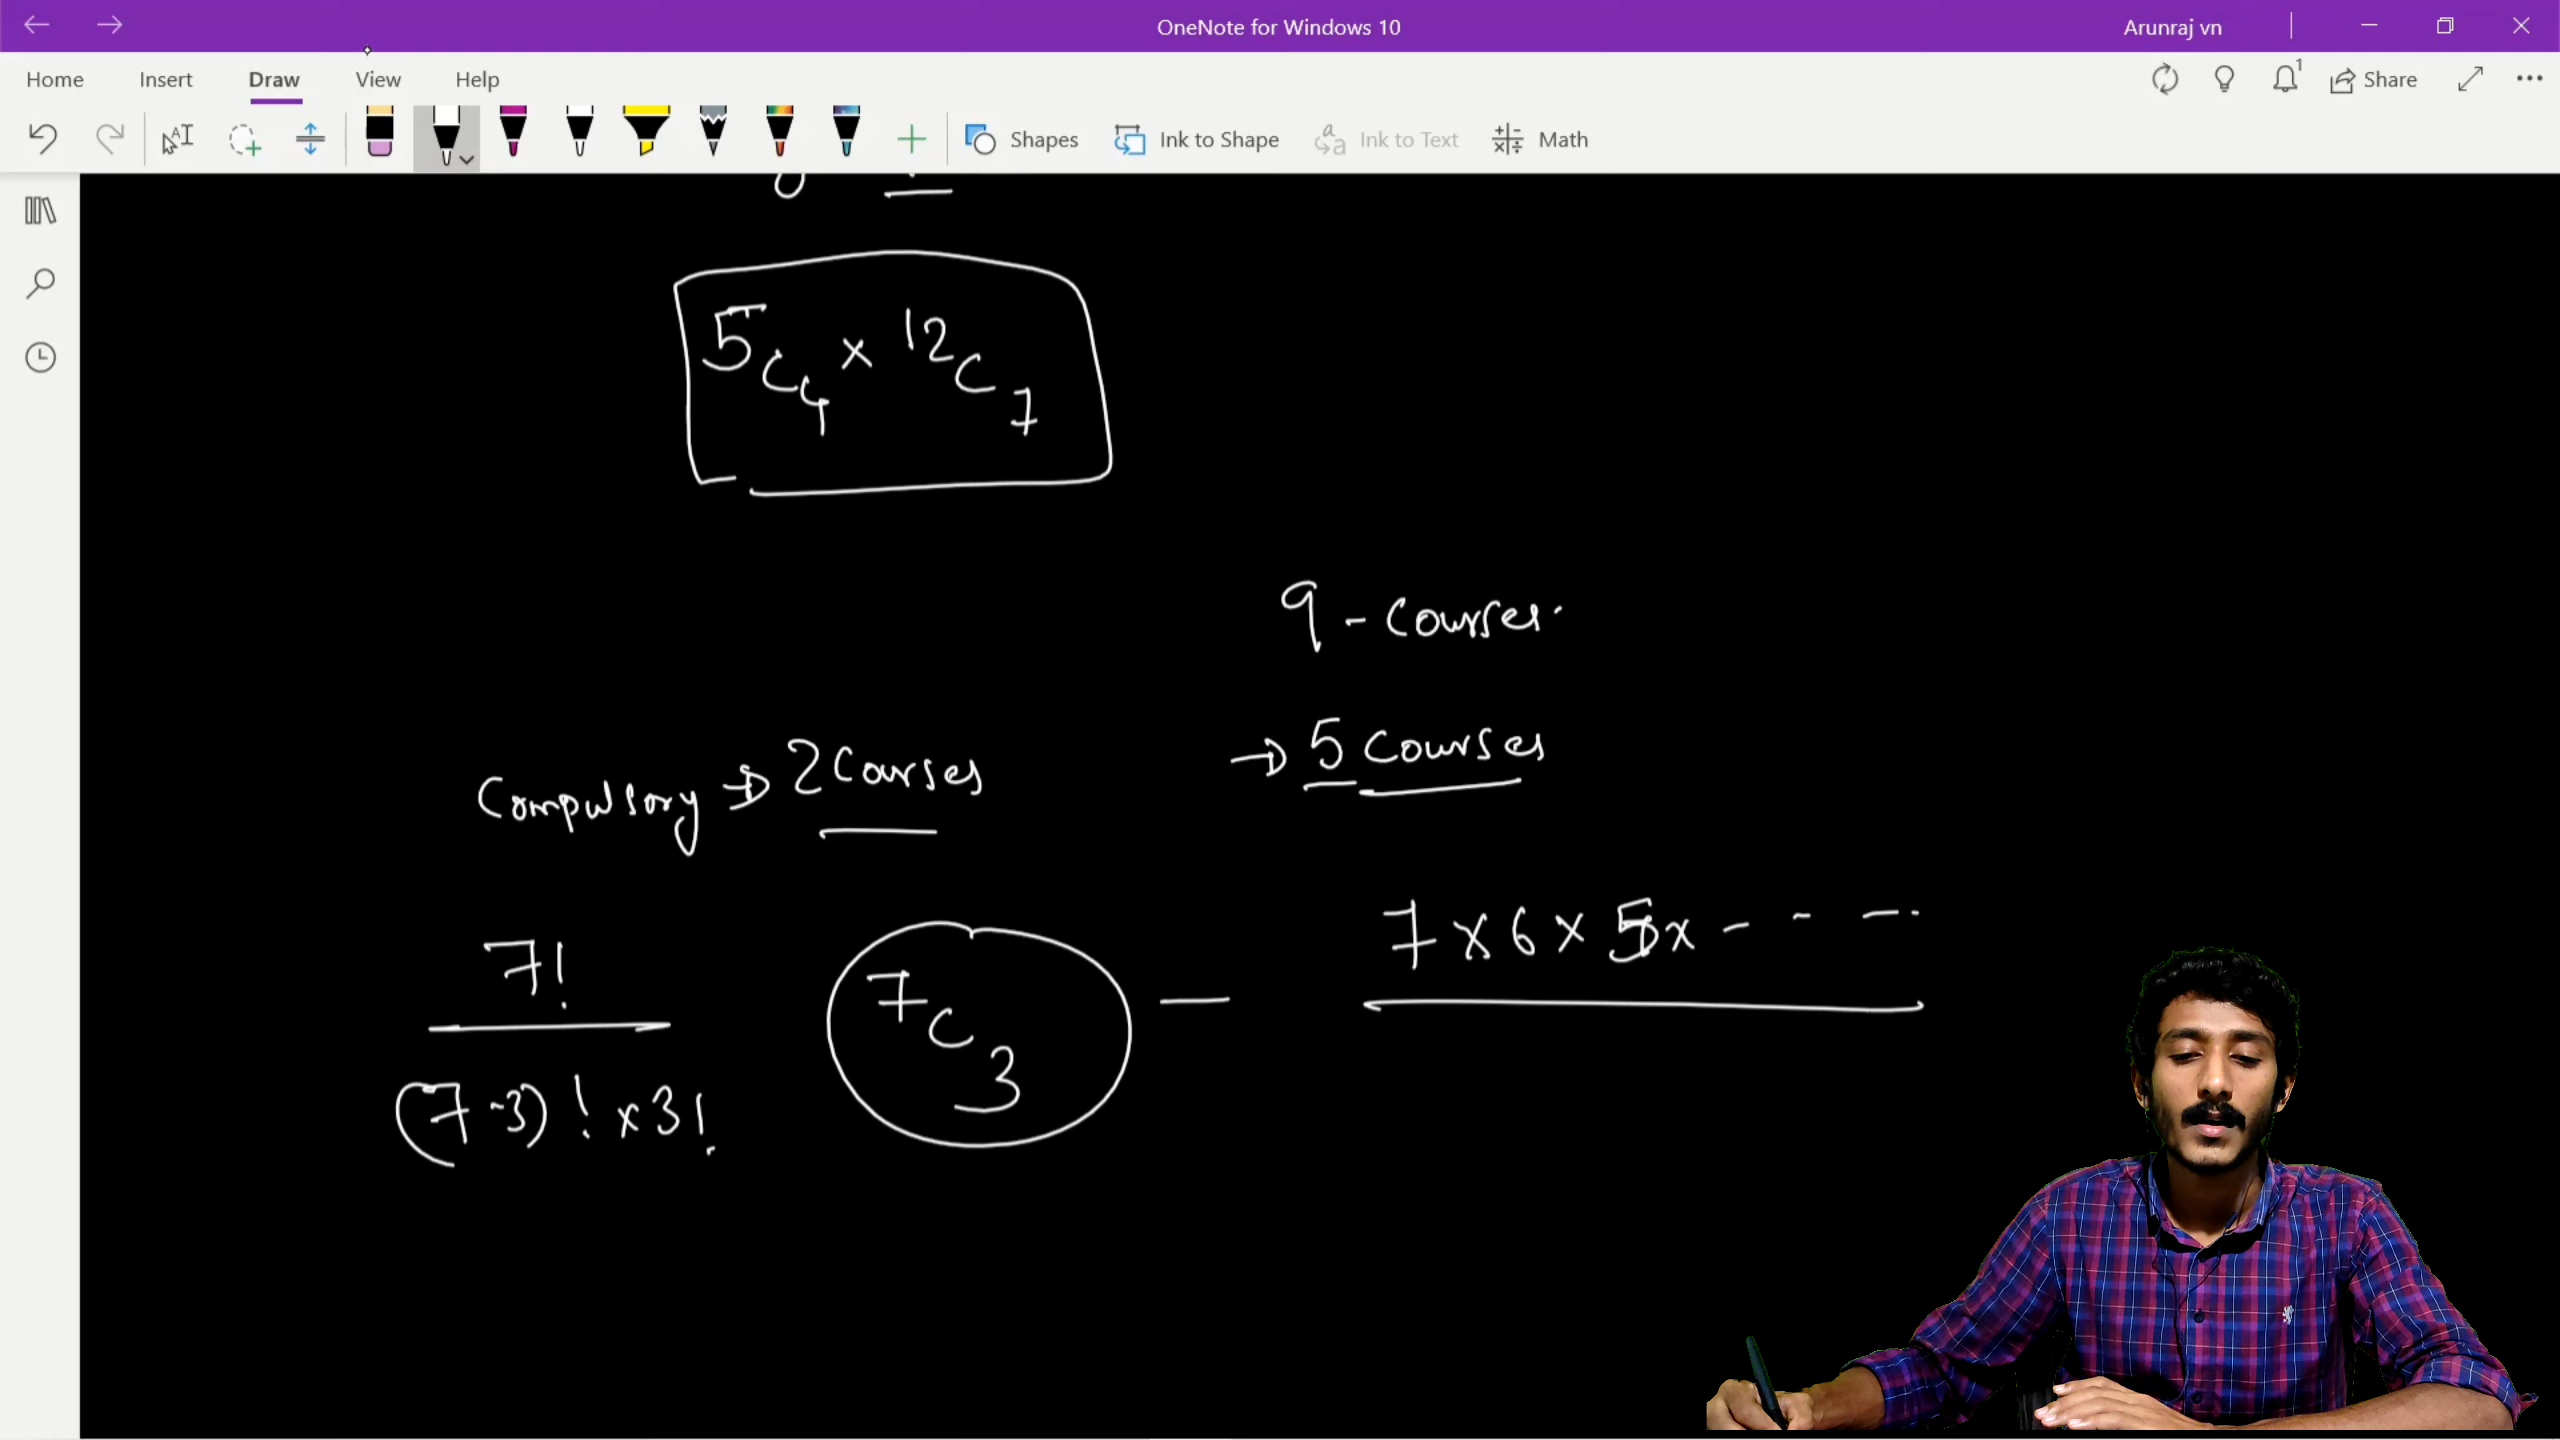 OneNote for Windows 10
Arunraj vn
Home Insert Draw View Help
1 Share
Shapes Ink to Shape Ink to Text Math
5C4 × 12C7
9 - Courses
Compulsory → 2 Courses
→ 5 Courses
7!
(7-3)! × 3!
7C3 —
7 × 6 × 5 × - - - -